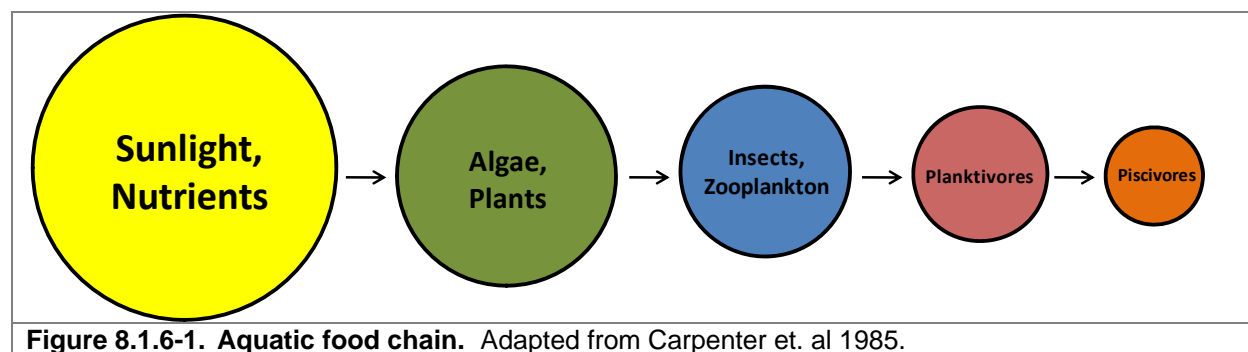 Sunlight,
Nutrients
Algae,
Plants
Insects,
Zooplankton
Planktivores
Piscivores
Figure 8.1.6-1. Aquatic food chain. Adapted from Carpenter et. al 1985.